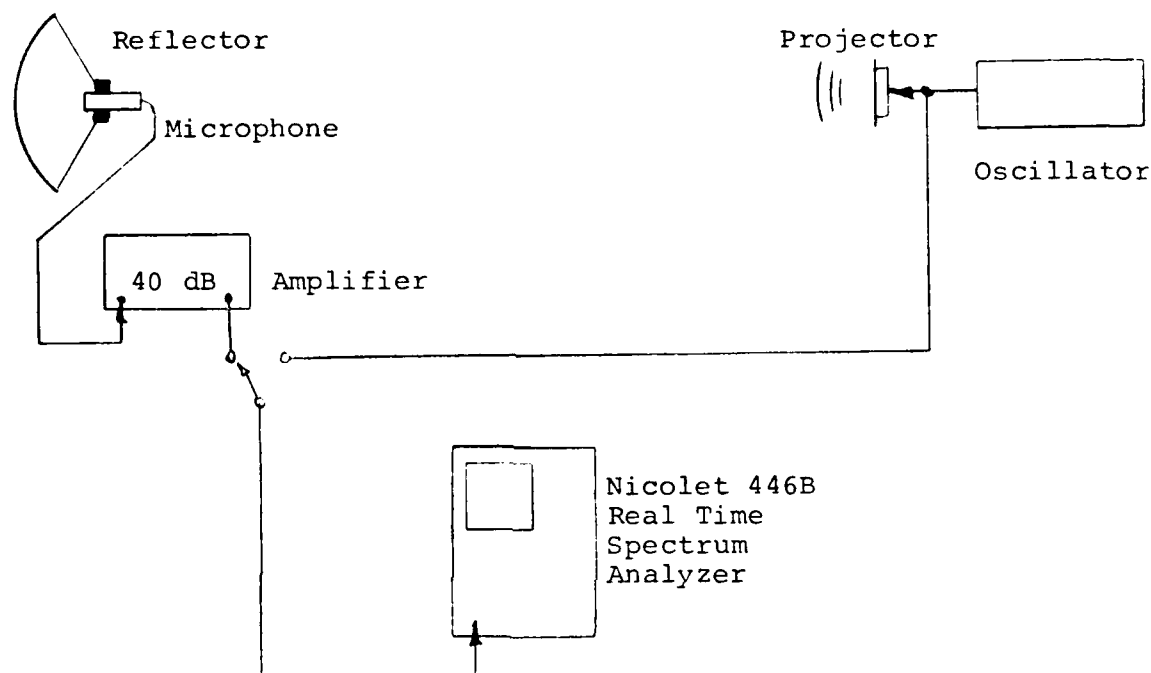 Reflector
Projector
Microphone
Oscillator
40 dB
Amplifier
Nicolet 446B
Real Time
Spectrum
Analyzer